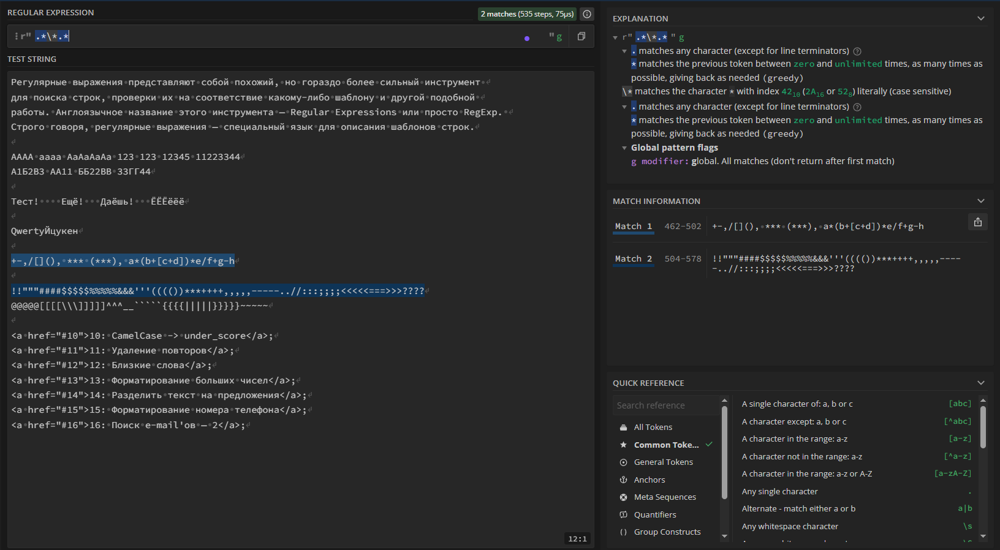 REGULAR EXPRESSION
2 matches (535 steps, 75μs)
r" .*\*.* " g
TEST STRING
Регулярные·выражения·представляют·собой·похожий,·но·гораздо·более·сильный·инструмент·↵
для·поиска·строк,·проверки·их·на·соответствие·какому-либо·шаблону·и·другой·подобной·↵
работы.·Англоязычное·название·этого·инструмента·—·Regular·Expressions·или·просто·RegExp.·↵
Строго·говоря,·регулярные·выражения·—·специальный·язык·для·описания·шаблонов·строк.↵
↵
АААА·аааа·АаАаАаАа·123·123·12345·11223344↵
А1Б2В3·АА11·ББ22ВВ·33ГГ44↵
↵
Тест!····Ещё!···Даёшь!···ЁЁЁёёё↵
↵
QwertyЙцукен↵
↵
+-,/[](),·***·(***),·a*(b+[c+d])*e/f+g-h↵
↵
!!"""####$$$$$%%%%%&&&'''(((())***++++,,,,,-----..//:::;;;;<<<<<===>>>????↵
@@@@@[[[[\\\]]]]]^^^__`````{{{{|||||}}}}}~~~~~↵
↵
<a·href="#10">10:·CamelCase·->·under_score</a>;↵
<a·href="#11">11:·Удаление·повторов</a>;↵
<a·href="#12">12:·Близкие·слова</a>;↵
<a·href="#13">13:·Форматирование·больших·чисел</a>;↵
<a·href="#14">14:·Разделить·текст·на·предложения</a>;↵
<a·href="#15">15:·Форматирование·номера·телефона</a>;↵
<a·href="#16">16:·Поиск·e-mail'ов·—·2</a>;↵
12:1
EXPLANATION
r" .*\*.* " g
. matches any character (except for line terminators)
* matches the previous token between zero and unlimited times, as many times as
possible, giving back as needed (greedy)
\* matches the character * with index 42₁₀ (2A₁₆ or 52₈) literally (case sensitive)
. matches any character (except for line terminators)
* matches the previous token between zero and unlimited times, as many times as
possible, giving back as needed (greedy)
Global pattern flags
g modifier: global. All matches (don't return after first match)
MATCH INFORMATION
Match 1 462-502 +-,/[](),·***·(***),·a*(b+[c+d])*e/f+g-h
Match 2 504-578 !!"""####$$$$$%%%%%&&&'''(((())***++++,,,,,----
-..//:::;;;;<<<<<===>>>????
QUICK REFERENCE
Search reference
All Tokens
Common Toke...
General Tokens
Anchors
Meta Sequences
Quantifiers
Group Constructs
A single character of: a, b or c [abc]
A character except: a, b or c [^abc]
A character in the range: a-z [a-z]
A character not in the range: a-z [^a-z]
A character in the range: a-z or A-Z [a-zA-Z]
Any single character .
Alternate - match either a or b a|b
Any whitespace character \s